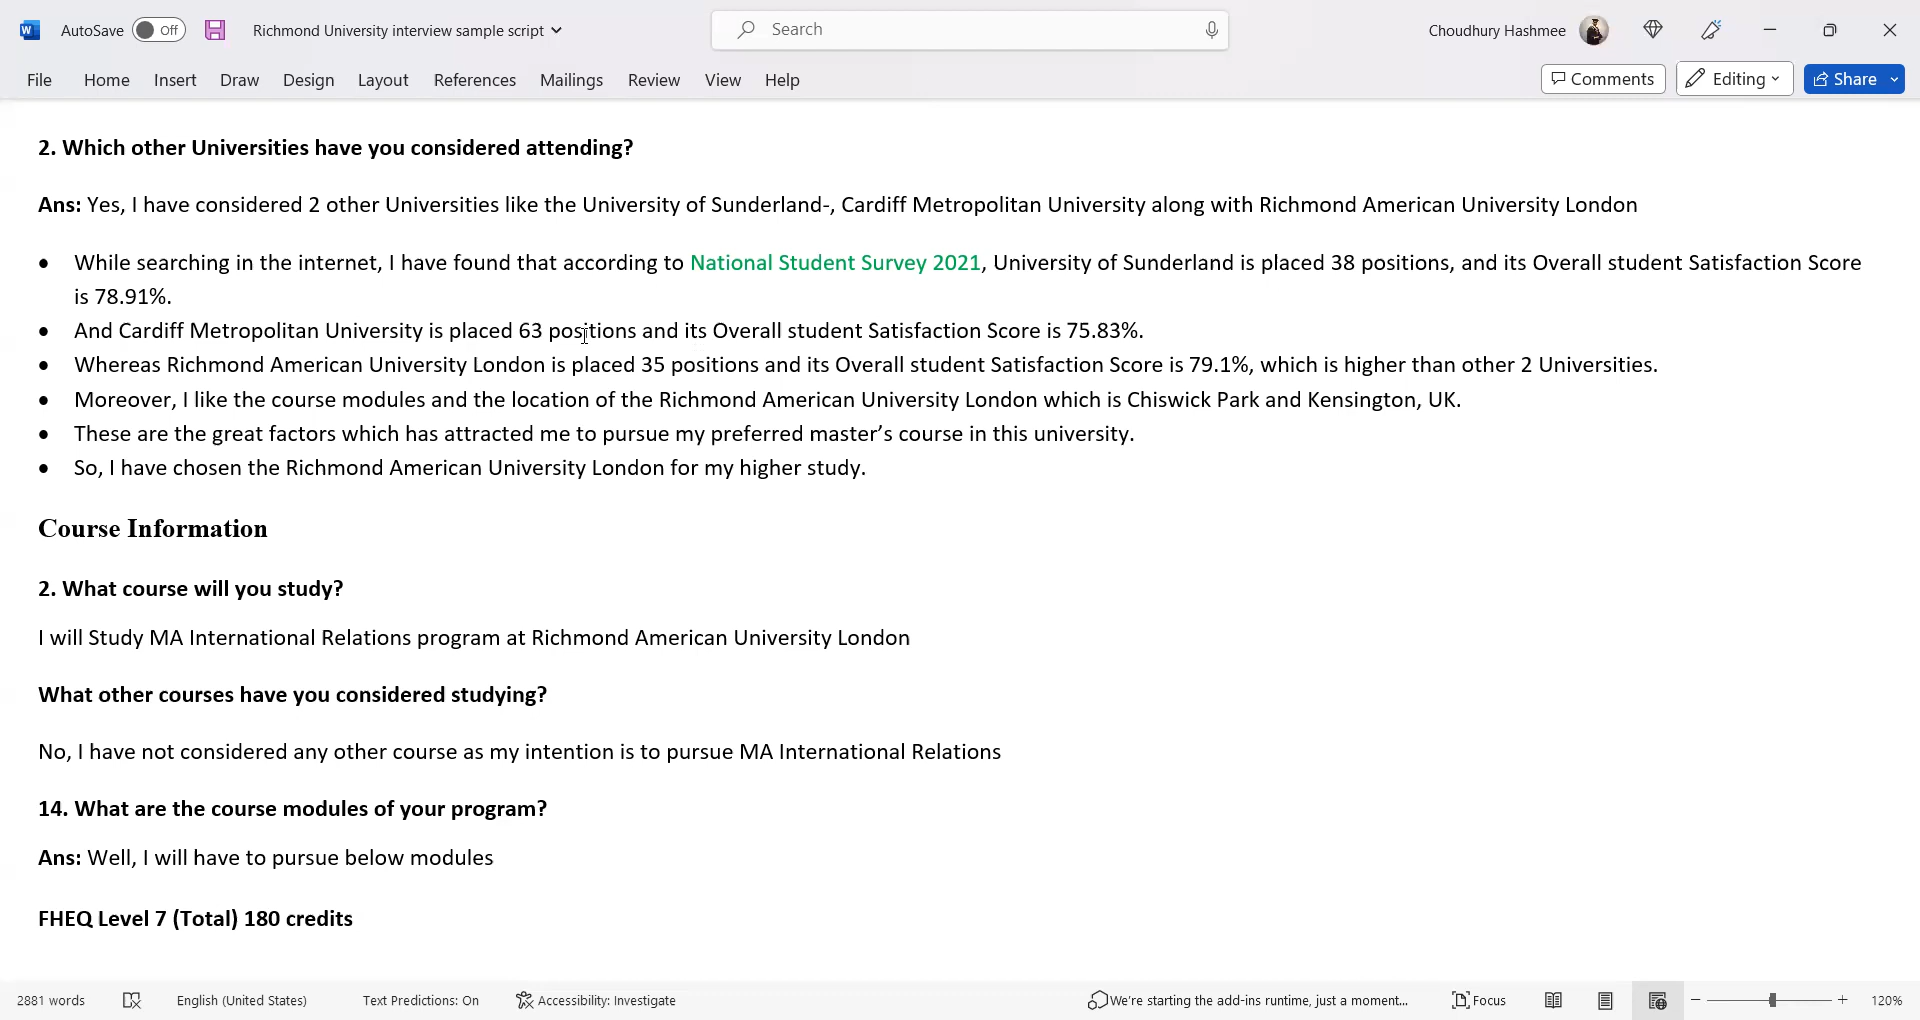 AutoSave Off Richmond University interview sample script Search Choudhury Hashmee
File Home Insert Draw Design Layout References Mailings Review View Help Comments Editing Share
2. Which other Universities have you considered attending?
Ans: Yes, I have considered 2 other Universities like the University of Sunderland-, Cardiff Metropolitan University along with Richmond American University London
● While searching in the internet, I have found that according to National Student Survey 2021, University of Sunderland is placed 38 positions, and its Overall student Satisfaction Score
is 78.91%.
● And Cardiff Metropolitan University is placed 63 positions and its Overall student Satisfaction Score is 75.83%.
● Whereas Richmond American University London is placed 35 positions and its Overall student Satisfaction Score is 79.1%, which is higher than other 2 Universities.
● Moreover, I like the course modules and the location of the Richmond American University London which is Chiswick Park and Kensington, UK.
● These are the great factors which has attracted me to pursue my preferred master’s course in this university.
● So, I have chosen the Richmond American University London for my higher study.
Course Information
2. What course will you study?
I will Study MA International Relations program at Richmond American University London
What other courses have you considered studying?
No, I have not considered any other course as my intention is to pursue MA International Relations
14. What are the course modules of your program?
Ans: Well, I will have to pursue below modules
FHEQ Level 7 (Total) 180 credits
2881 words English (United States) Text Predictions: On Accessibility: Investigate We're starting the add-ins runtime, just a moment... Focus 120%